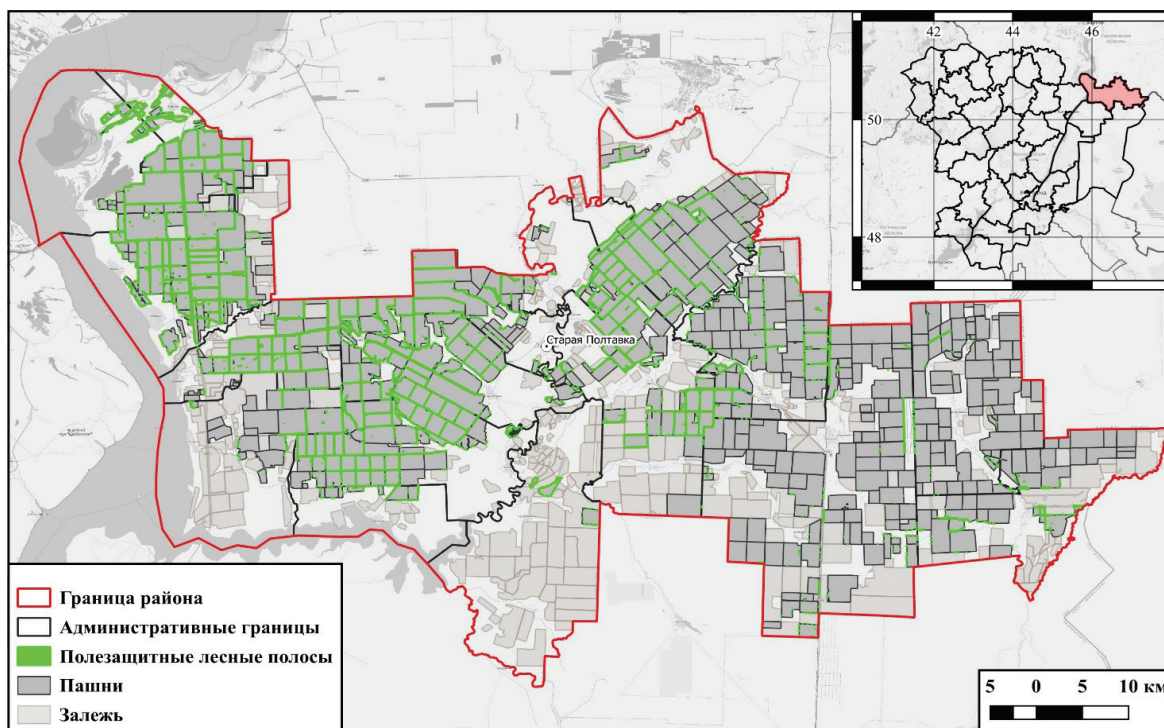 42
44
46
50
48
Старая Полтавка
Граница района
Административные границы
Полезащитные лесные полосы
Пашни
Залежь
5 0 5 10 км